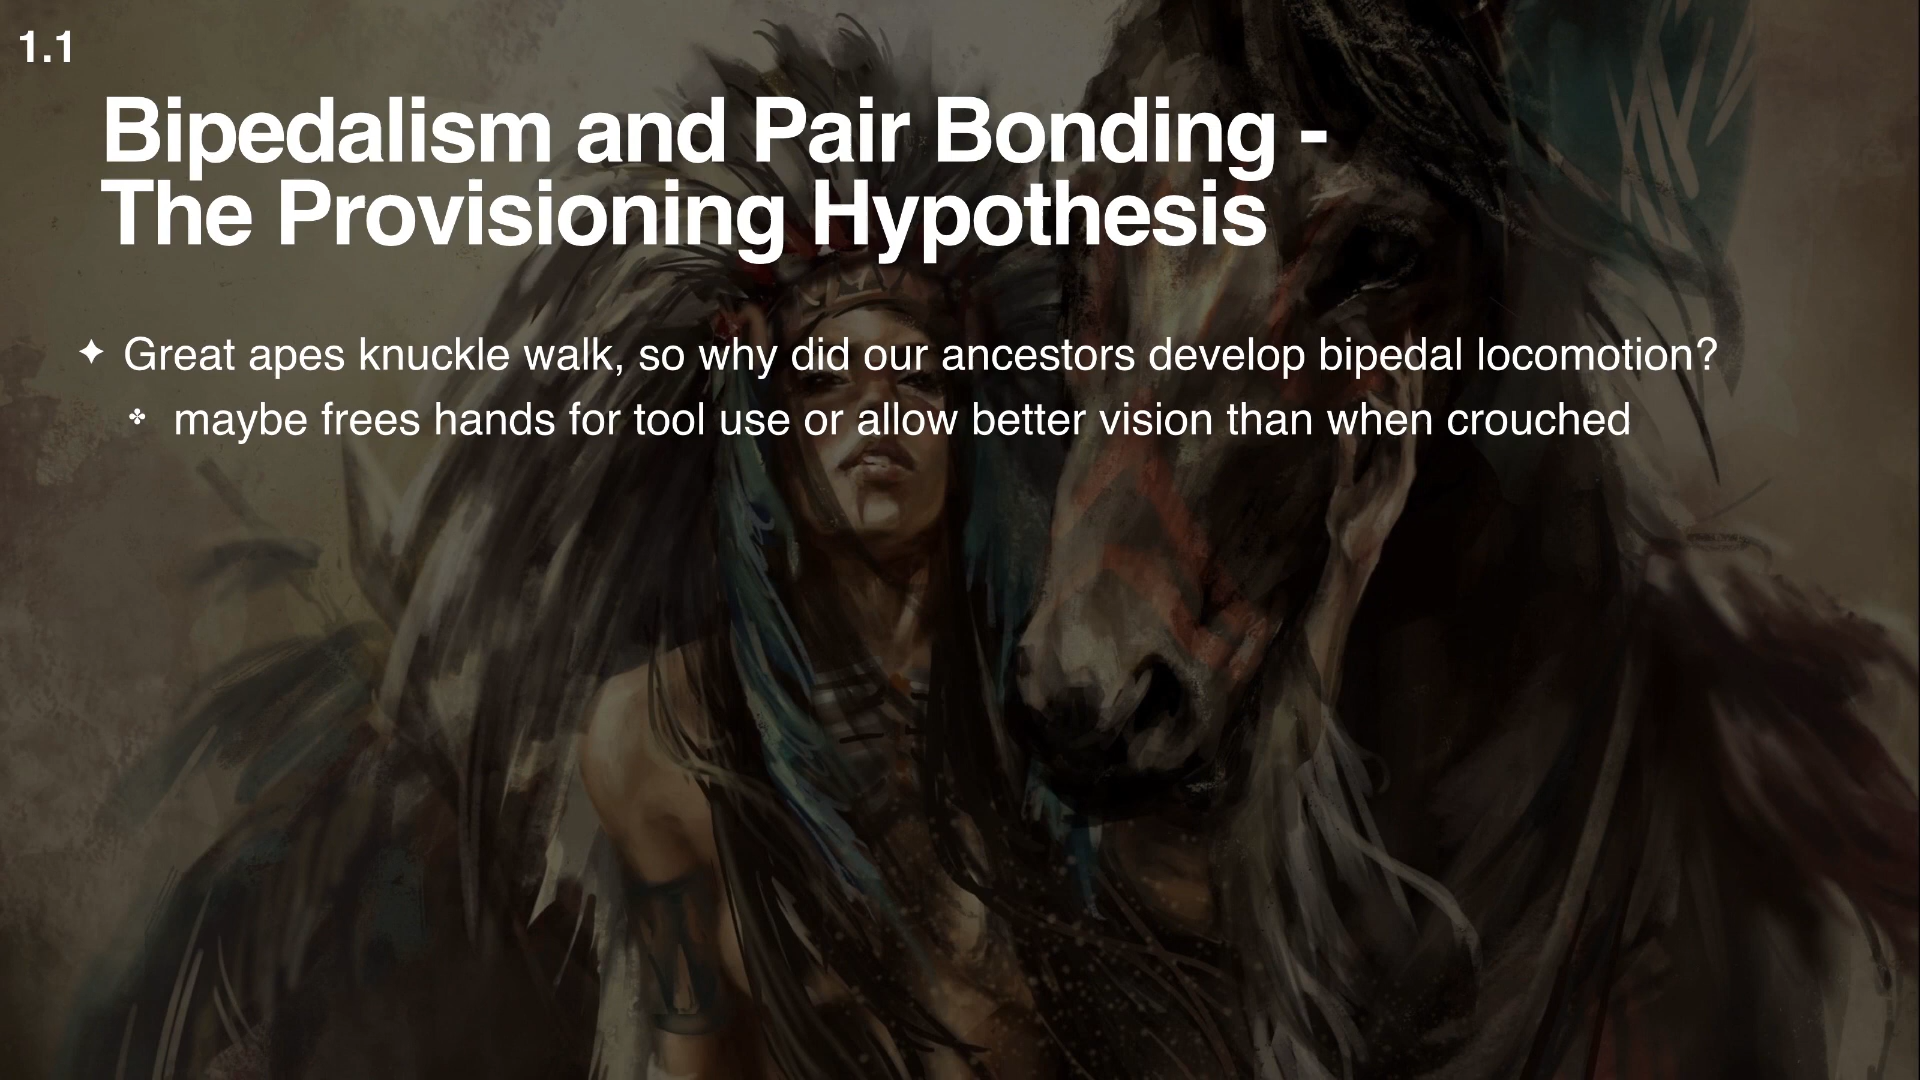 1.1
Bipedalism and Pair Bonding -
The Provisioning Hypothesis
✦ Great apes knuckle walk, so why did our ancestors develop bipedal locomotion?
✤ maybe frees hands for tool use or allow better vision than when crouched